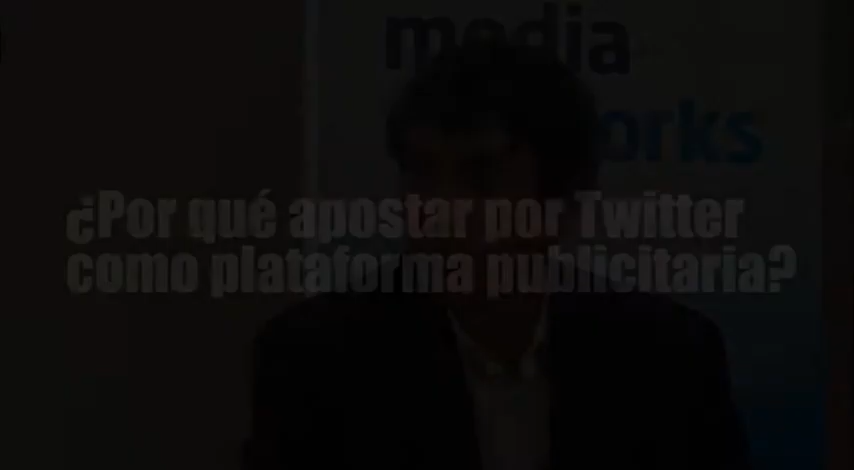 media
orks
¿Por qué apostar por Twitter
como plataforma publicitaria?